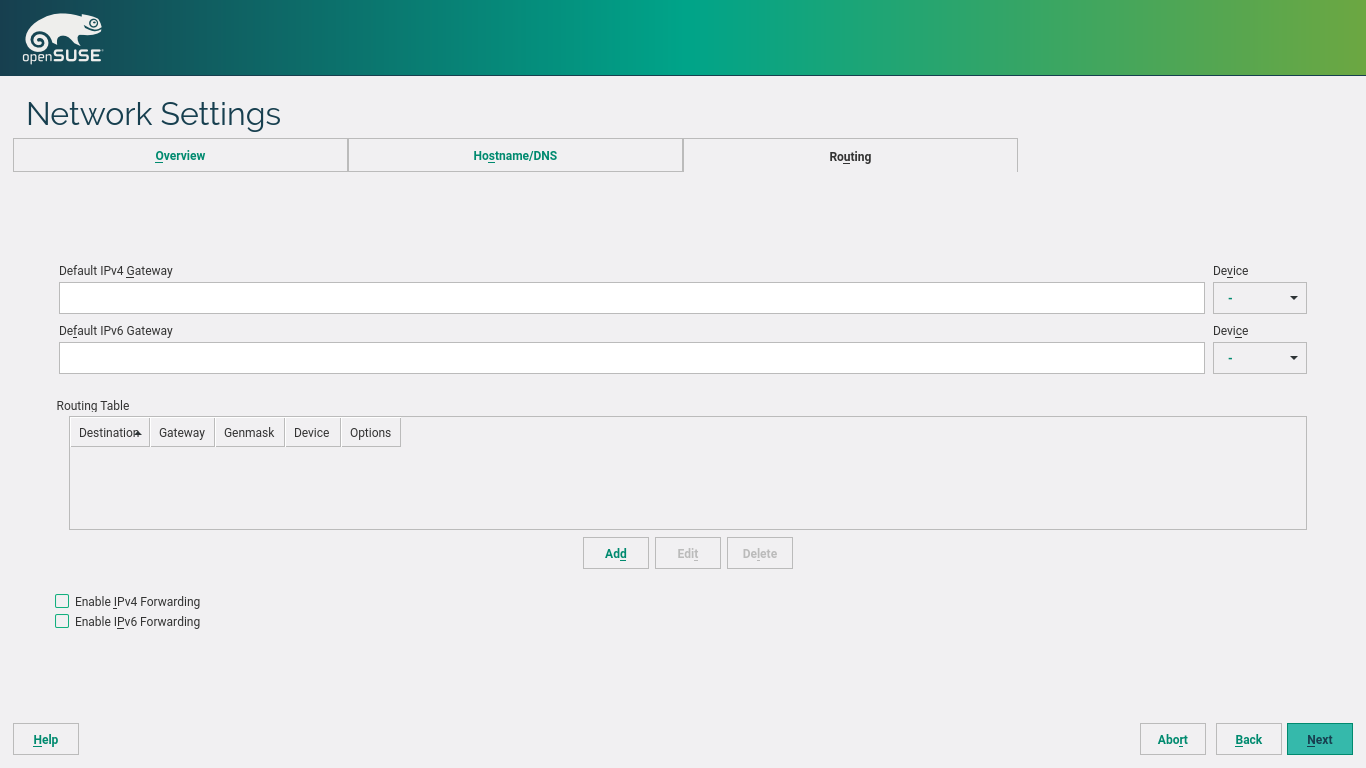 openSUSE
Network Settings
Overview
Hostname/DNS
Routing
Default IPv4 Gateway
Device
-
Default IPv6 Gateway
Device
-
Routing Table
Destination
Gateway
Genmask
Device
Options
Add
Edit
Delete
Enable IPv4 Forwarding
Enable IPv6 Forwarding
Help
Abort
Back
Next